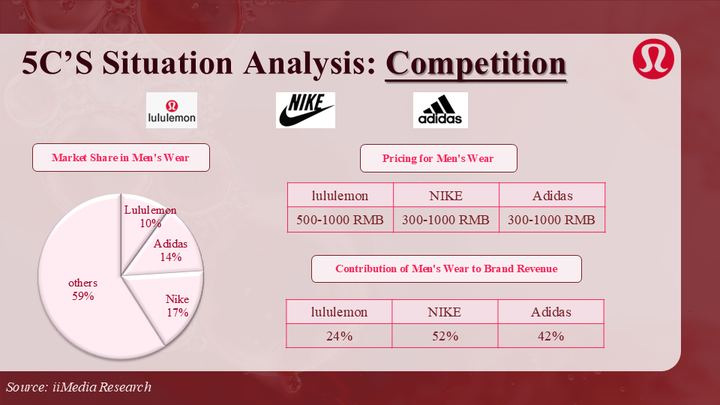 5C’S Situation Analysis: Competition
lululemon
NIKE
adidas
Market Share in Men's Wear
Lululemon
10%
Adidas
14%
Nike
17%
others
59%
Pricing for Men's Wear
lululemon NIKE Adidas
500-1000 RMB 300-1000 RMB 300-1000 RMB
Contribution of Men's Wear to Brand Revenue
lululemon NIKE Adidas
24% 52% 42%
Source: iiMedia Research